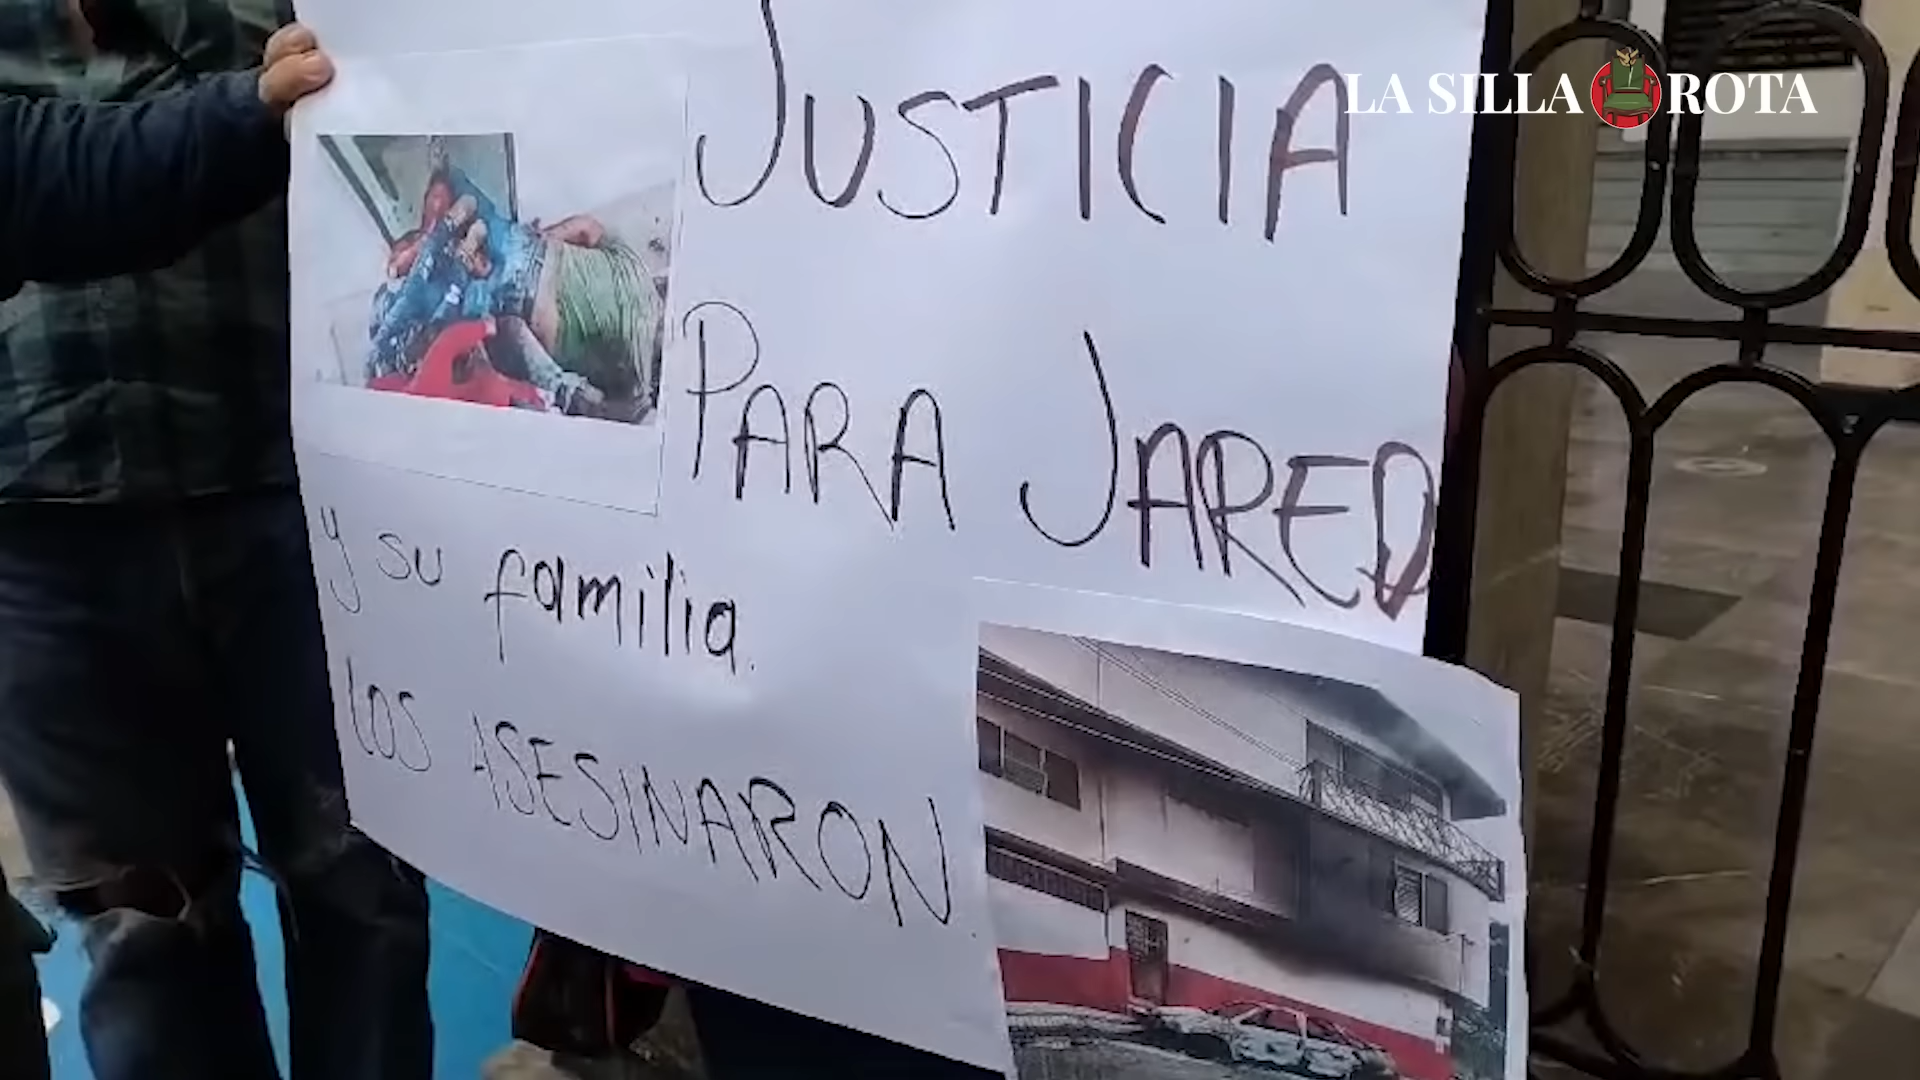 LA SILLA ROTA
JUSTICIA
PARA JARED
y su familia.
LOS ASESINARON